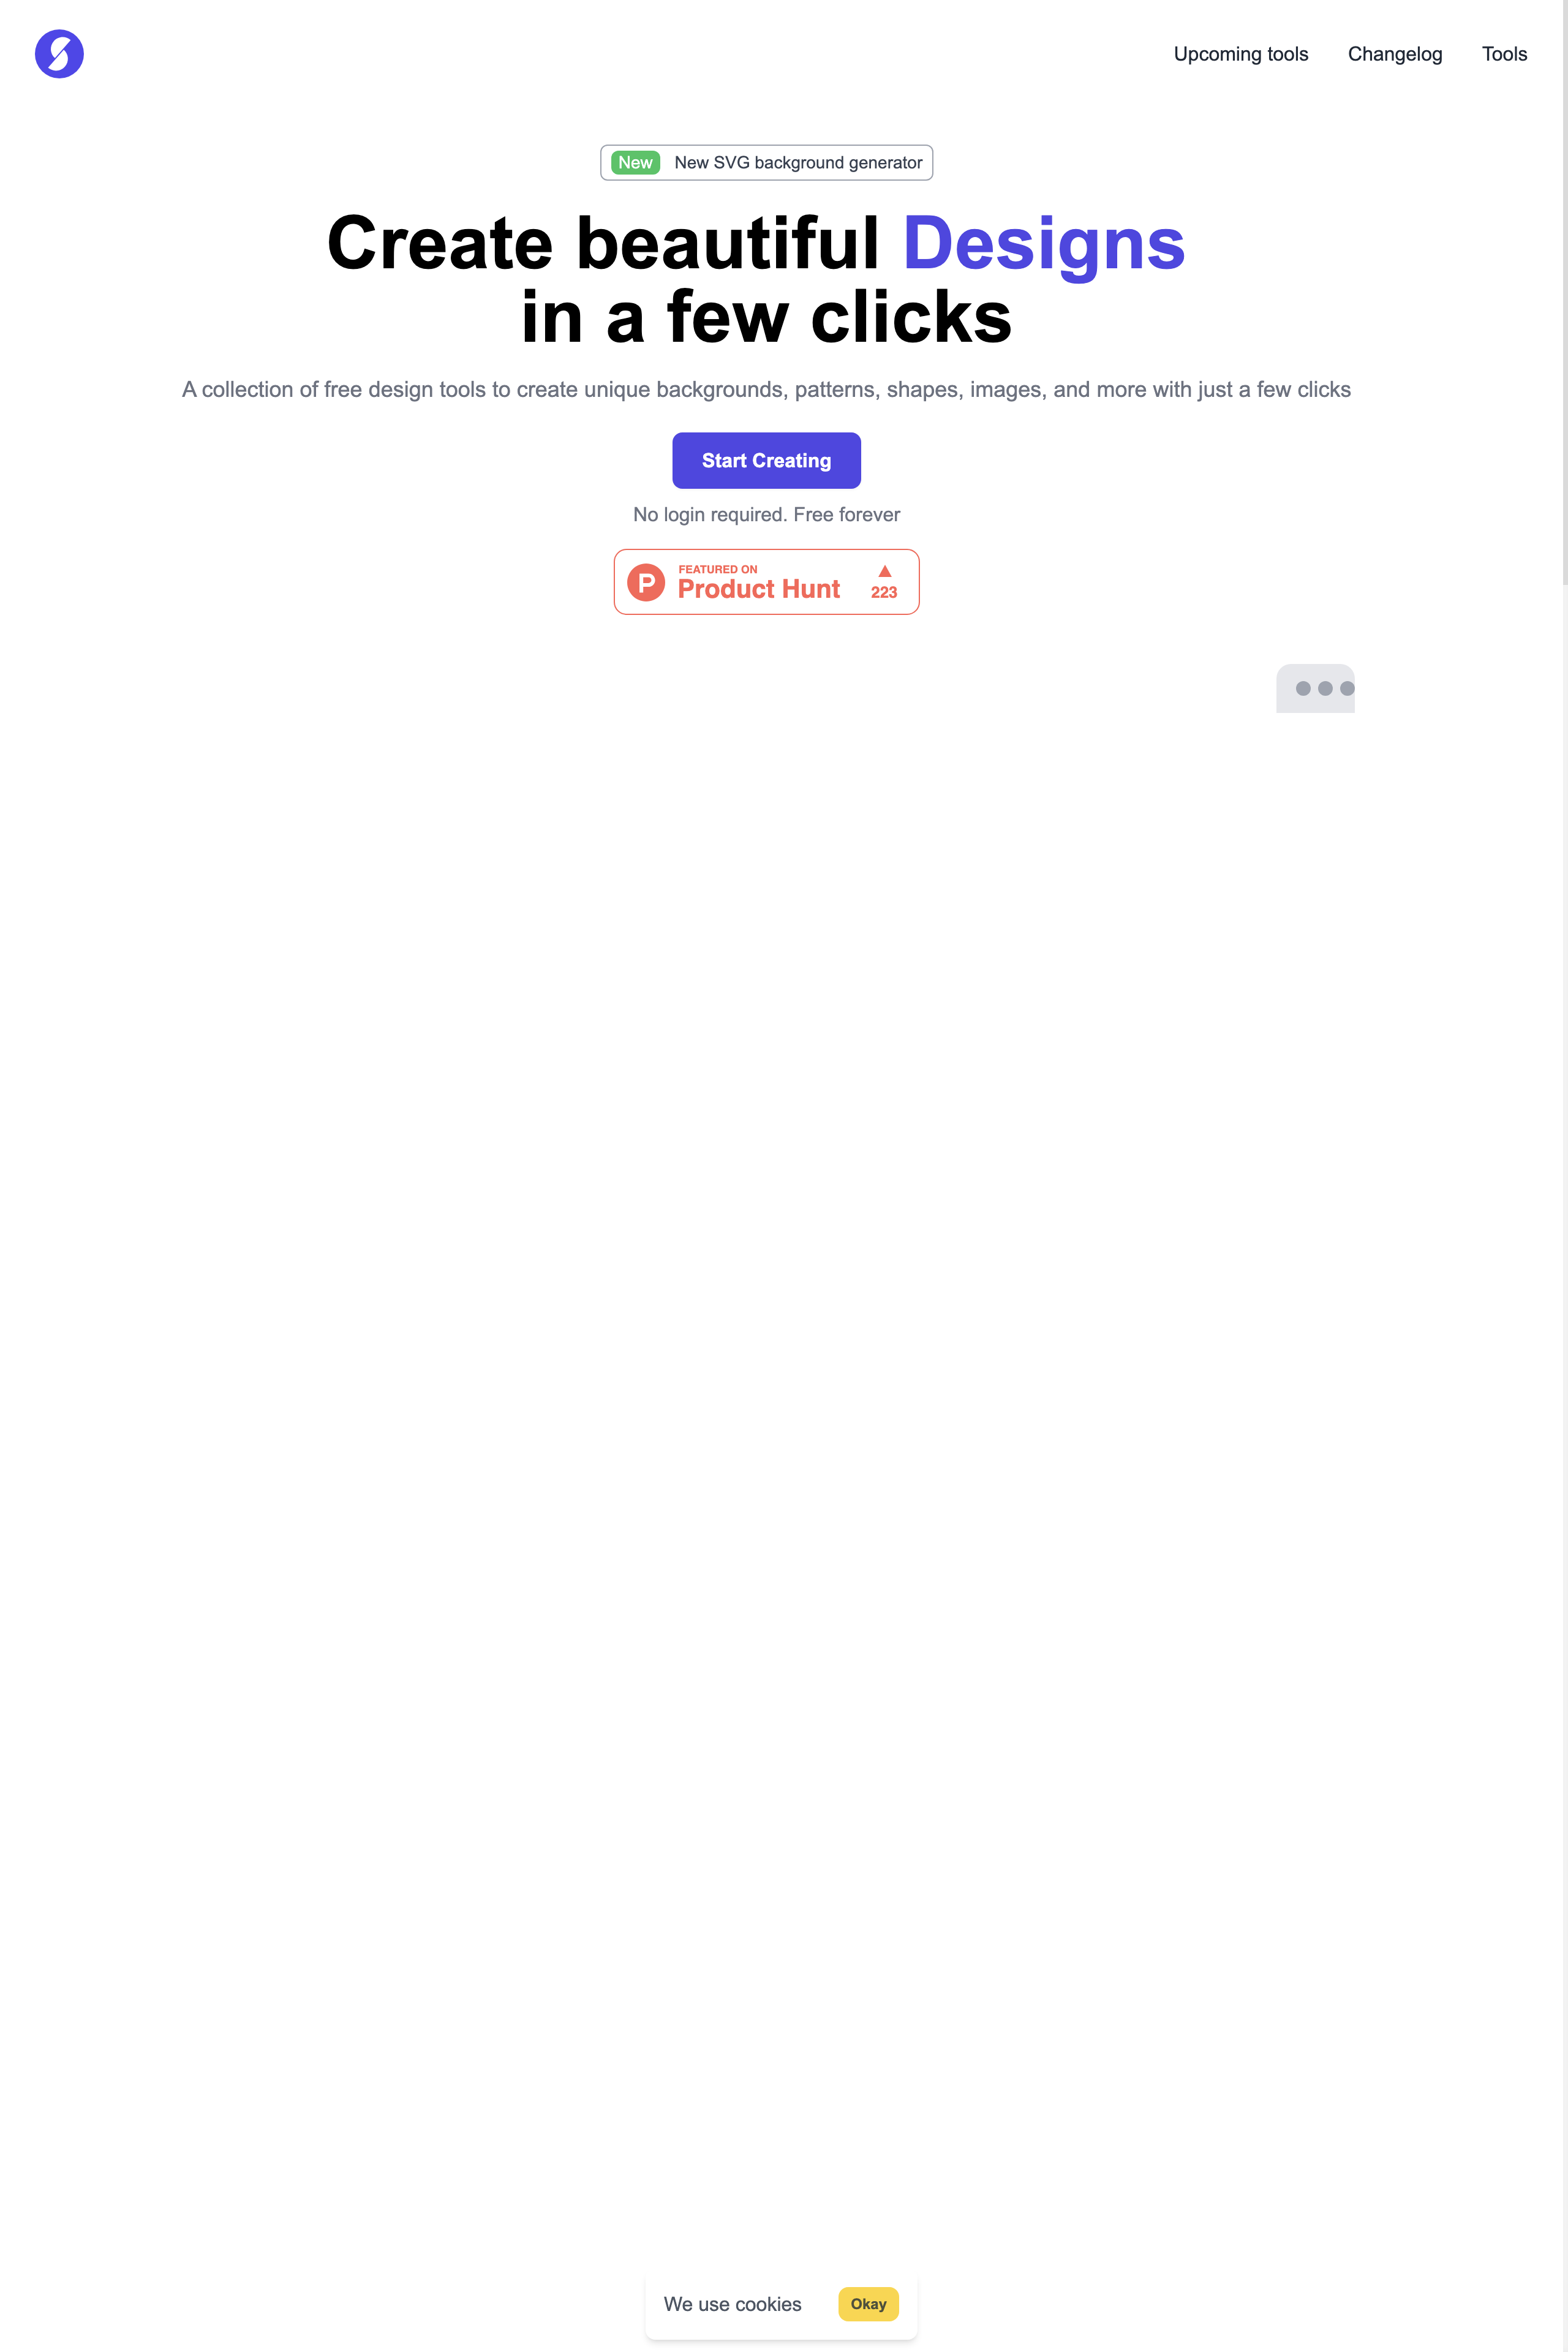 Upcoming tools Changelog Tools
New New SVG background generator
Create beautiful Designs
in a few clicks
A collection of free design tools to create unique backgrounds, patterns, shapes, images, and more with just a few clicks
Start Creating
No login required. Free forever
P
FEATURED ON
Product Hunt
223
We use cookies Okay